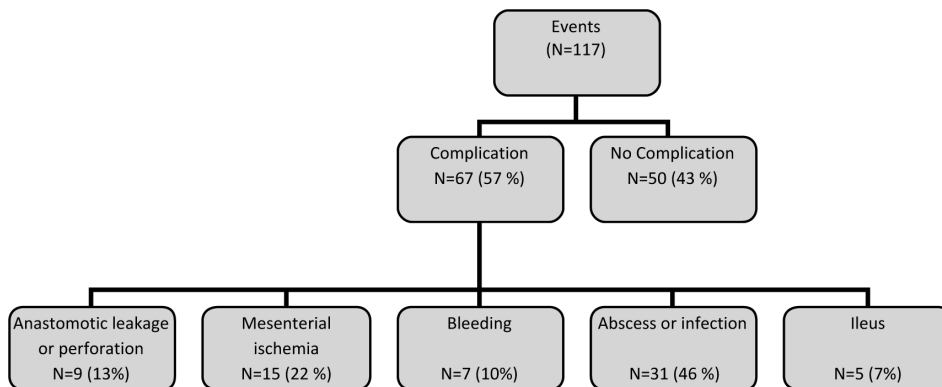 Events
(N=117)
Complication
N=67 (57 %)
No Complication
N=50 (43 %)
Anastomotic leakage
or perforation
N=9 (13%)
Mesenterial
ischemia
N=15 (22 %)
Bleeding
N=7 (10%)
Abscess or infection
N=31 (46 %)
Ileus
N=5 (7%)